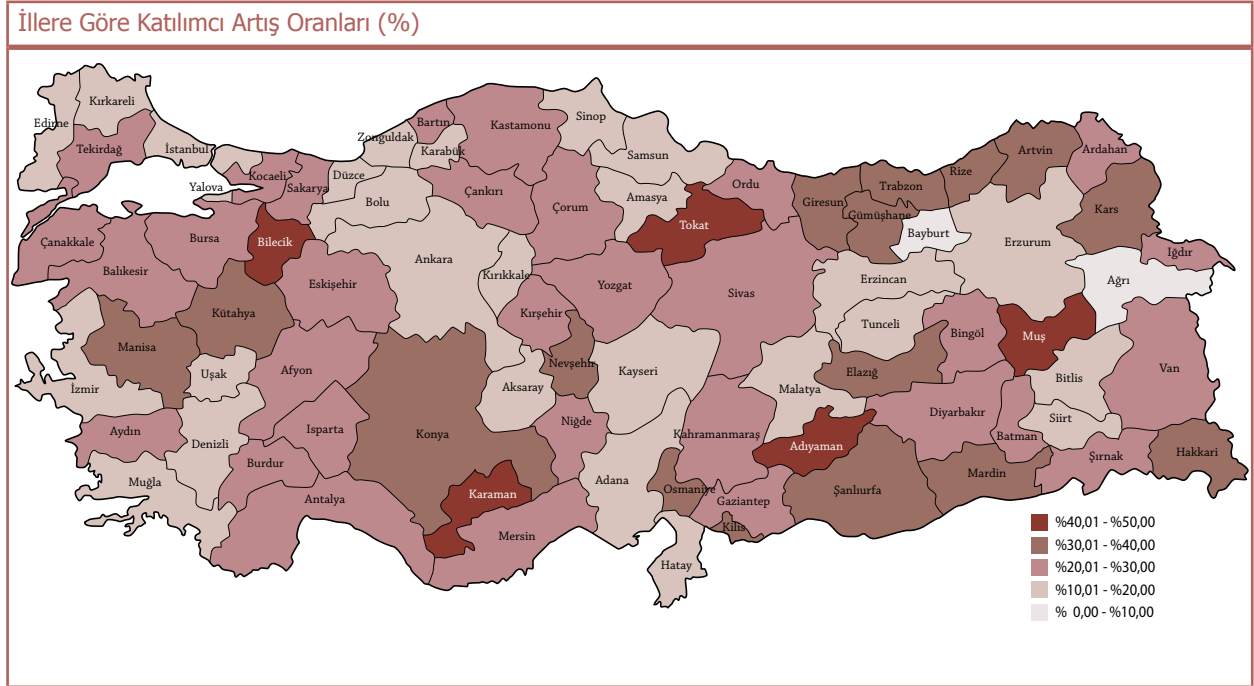 İllere Göre Katılımcı Artış Oranları (%)
Kırkareli
Edirne
Tekirdağ
İstanbul
Yalova
Kocaeli
Sakarya
Düzce
Zonguldak
Bartın
Karabük
Kastamonu
Sinop
Samsun
Bolu
Çankırı
Çorum
Amasya
Tokat
Ordu
Giresun
Trabzon
Gümüşhane
Rize
Artvin
Ardahan
Kars
Bayburt
Erzurum
Iğdır
Ağrı
Çanakkale
Bursa
Bilecik
Balıkesir
Eskişehir
Ankara
Kırıkkale
Kırşehir
Yozgat
Sivas
Erzincan
Tunceli
Bingöl
Muş
Kütahya
Manisa
Uşak
Afyon
İzmir
Nevşehir
Aksaray
Kayseri
Malatya
Elazığ
Bitlis
Van
Siirt
Aydın
Denizli
Isparta
Konya
Niğde
Kahramanmaraş
Adıyaman
Diyarbakır
Batman
Şırnak
Hakkari
Muğla
Burdur
Antalya
Karaman
Mersin
Adana
Osmaniye
Gaziantep
Kilis
Şanlıurfa
Mardin
Hatay
%40,01 - %50,00
%30,01 - %40,00
%20,01 - %30,00
%10,01 - %20,00
% 0,00 - %10,00